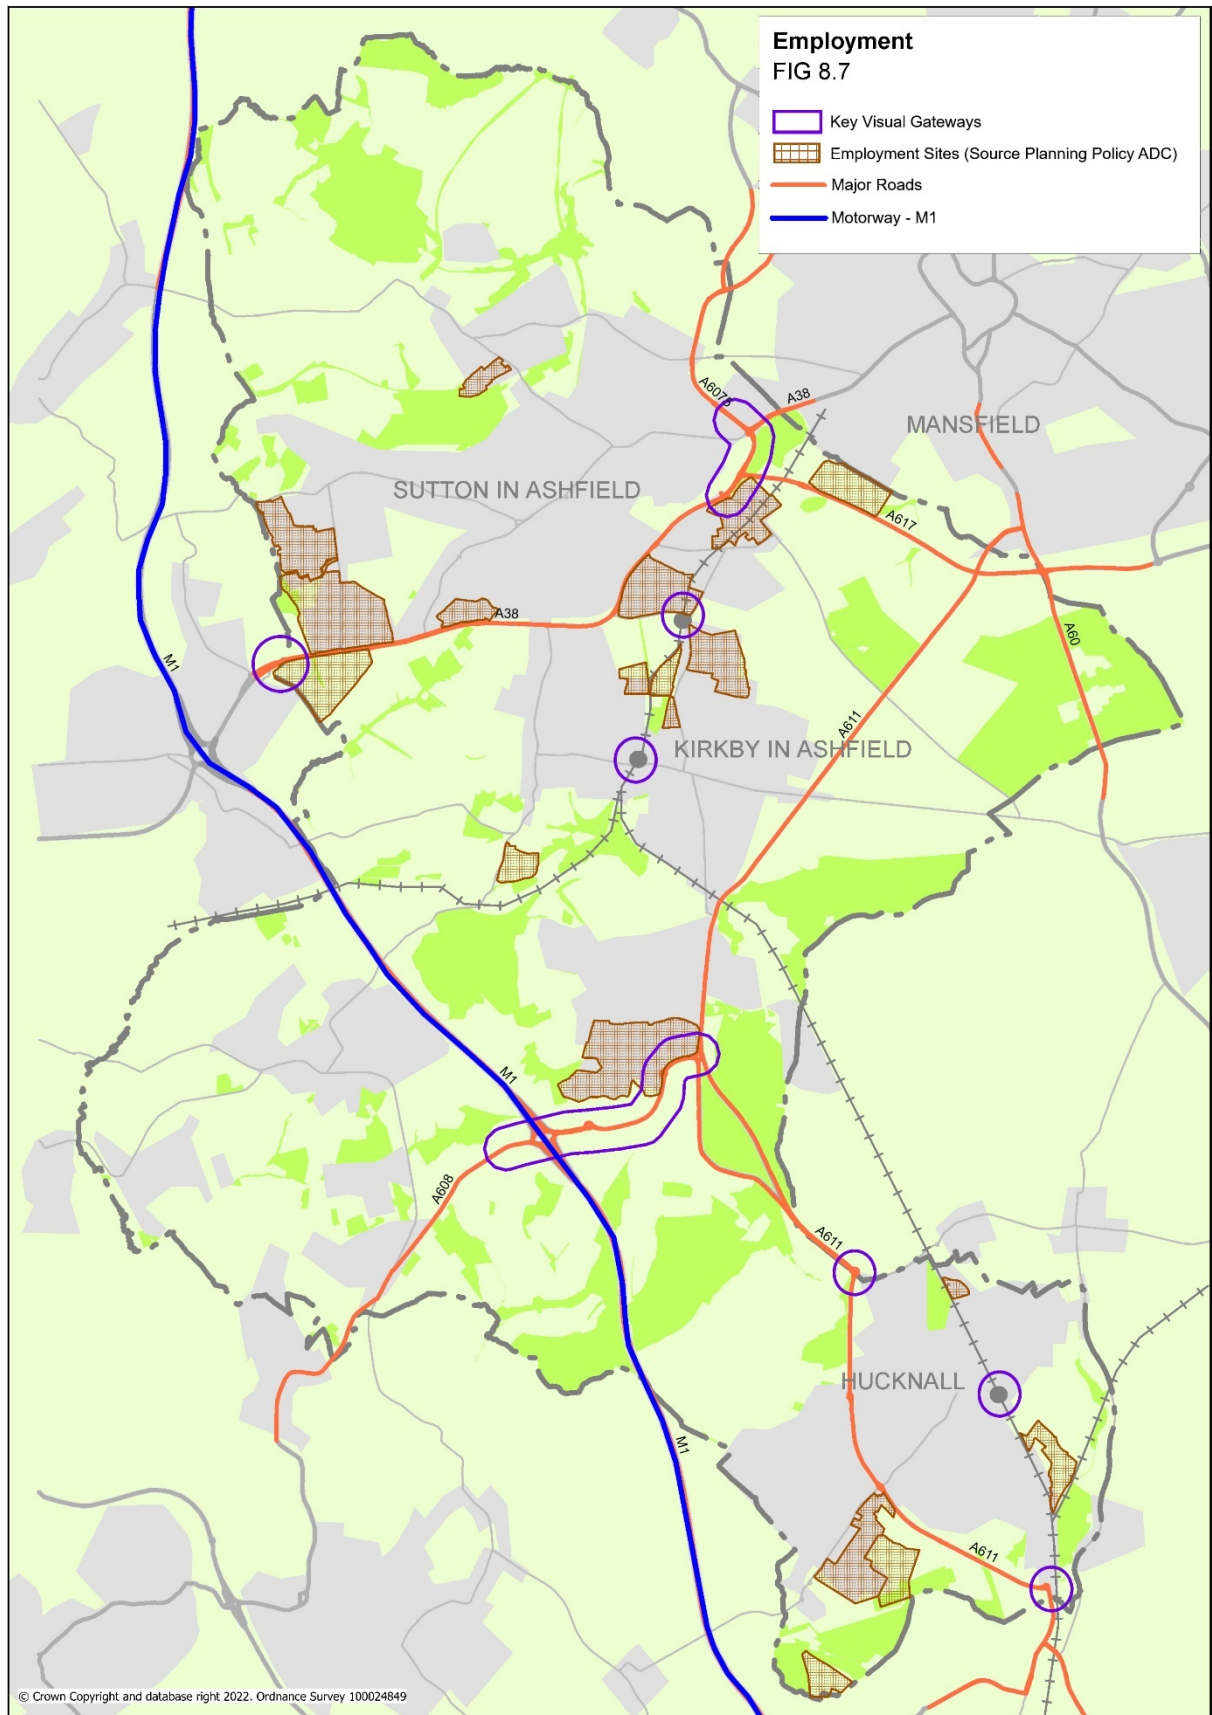 Employment
FIG 8.7
Key Visual Gateways
Employment Sites (Source Planning Policy ADC)
Major Roads
Motorway - M1
A6075
A38
MANSFIELD
SUTTON IN ASHFIELD
A617
A38
A60
M1
A611
KIRKBY IN ASHFIELD
M1
A608
A611
HUCKNALL
M1
A611
© Crown Copyright and database right 2022. Ordnance Survey 100024849